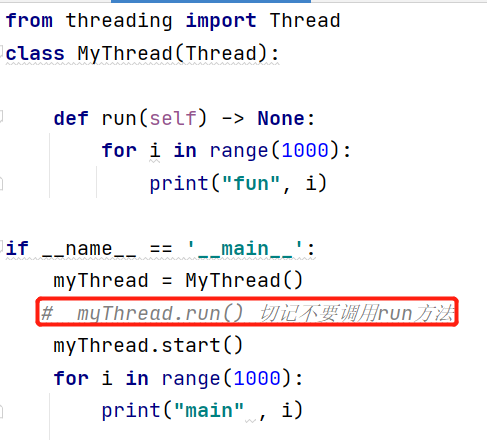 from threading import Thread
class MyThread(Thread):
def run(self) -> None:
for i in range(1000):
print("fun", i)
if __name__ == '__main__':
myThread = MyThread()
#  myThread.run() 切记不要调用run方法
myThread.start()
for i in range(1000):
print("main" , i)